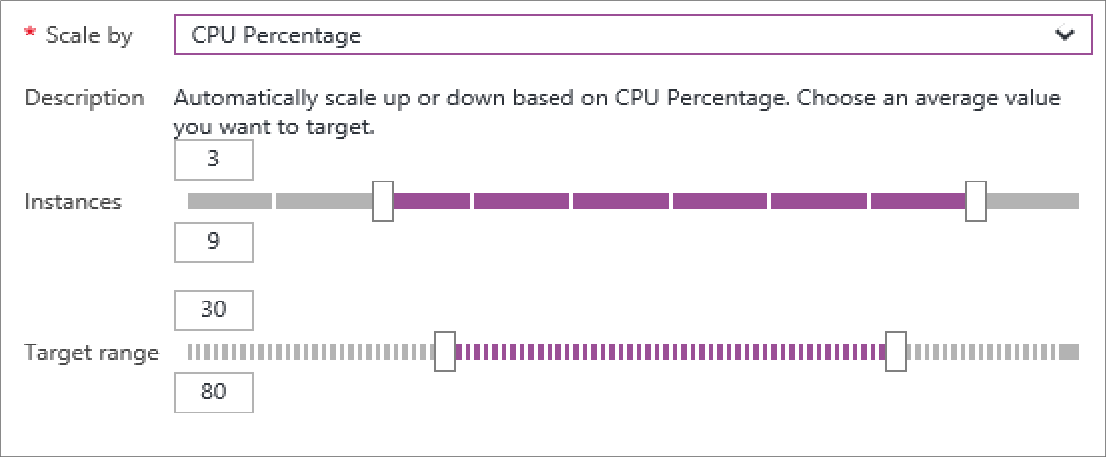 * Scale by CPU Percentage
Description Automatically scale up or down based on CPU Percentage. Choose an average value
you want to target.
3
Instances
9
30
Target range
80